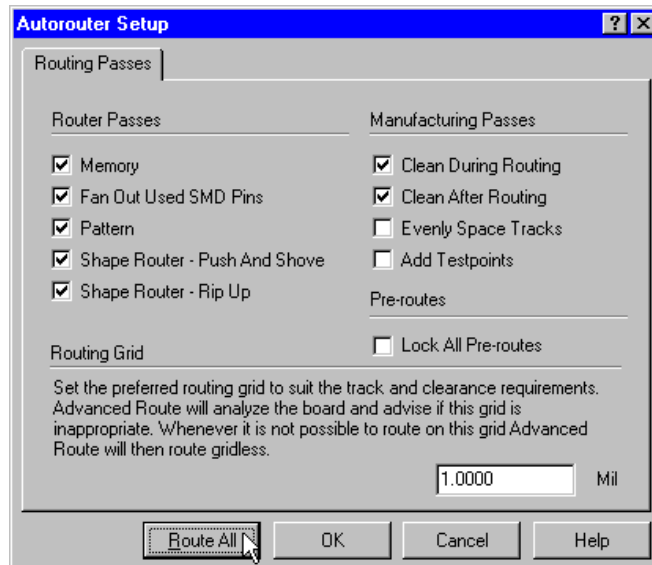 Autorouter Setup
Routing Passes
Router Passes
Memory
Fan Out Used SMD Pins
Pattern
Shape Router - Push And Shove
Shape Router - Rip Up
Manufacturing Passes
Clean During Routing
Clean After Routing
Evenly Space Tracks
Add Testpoints
Pre-routes
Lock All Pre-routes
Routing Grid
Set the preferred routing grid to suit the track and clearance requirements.
Advanced Route will analyze the board and advise if this grid is
inappropriate. Whenever it is not possible to route on this grid Advanced
Route will then route gridless.
1.0000 Mil
Route All OK Cancel Help